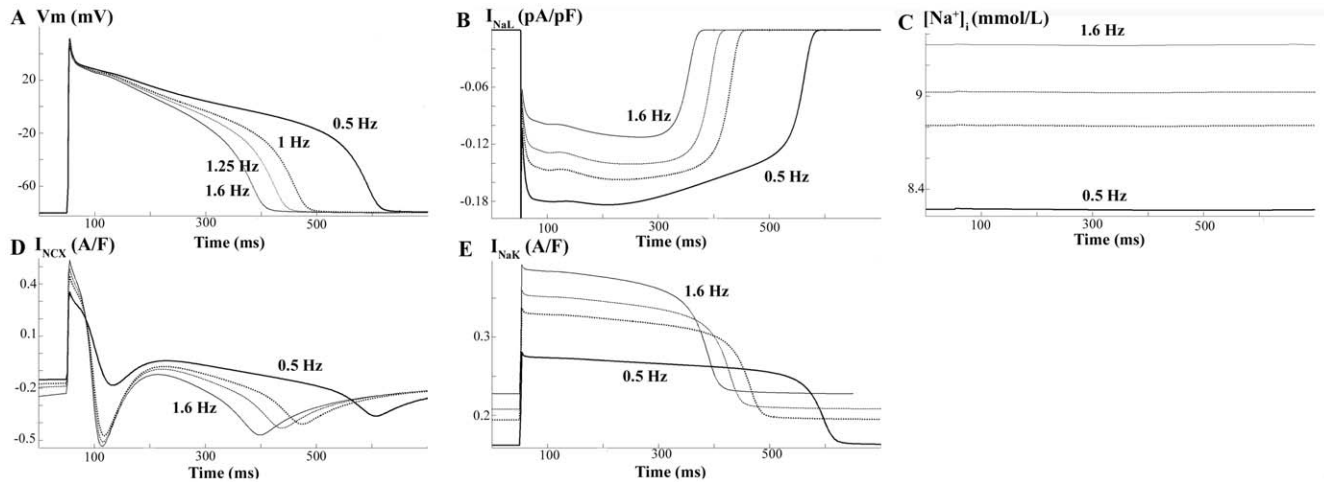 A Vm (mV)
20
-20
-60
0.5 Hz
1 Hz
1.25 Hz
1.6 Hz
100 300 500
Time (ms)
B I_NaL (pA/pF)
-0.06
-0.12
-0.18
1.6 Hz
0.5 Hz
100 300 500
Time (ms)
C [Na+]i (mmol/L)
1.6 Hz
9
8.4
0.5 Hz
100 300 500
Time (ms)
D I_NCX (A/F)
0.4
0.1
-0.2
-0.5
0.5 Hz
1.6 Hz
100 300 500
Time (ms)
E I_NaK (A/F)
0.3
0.2
1.6 Hz
0.5 Hz
100 300 500
Time (ms)